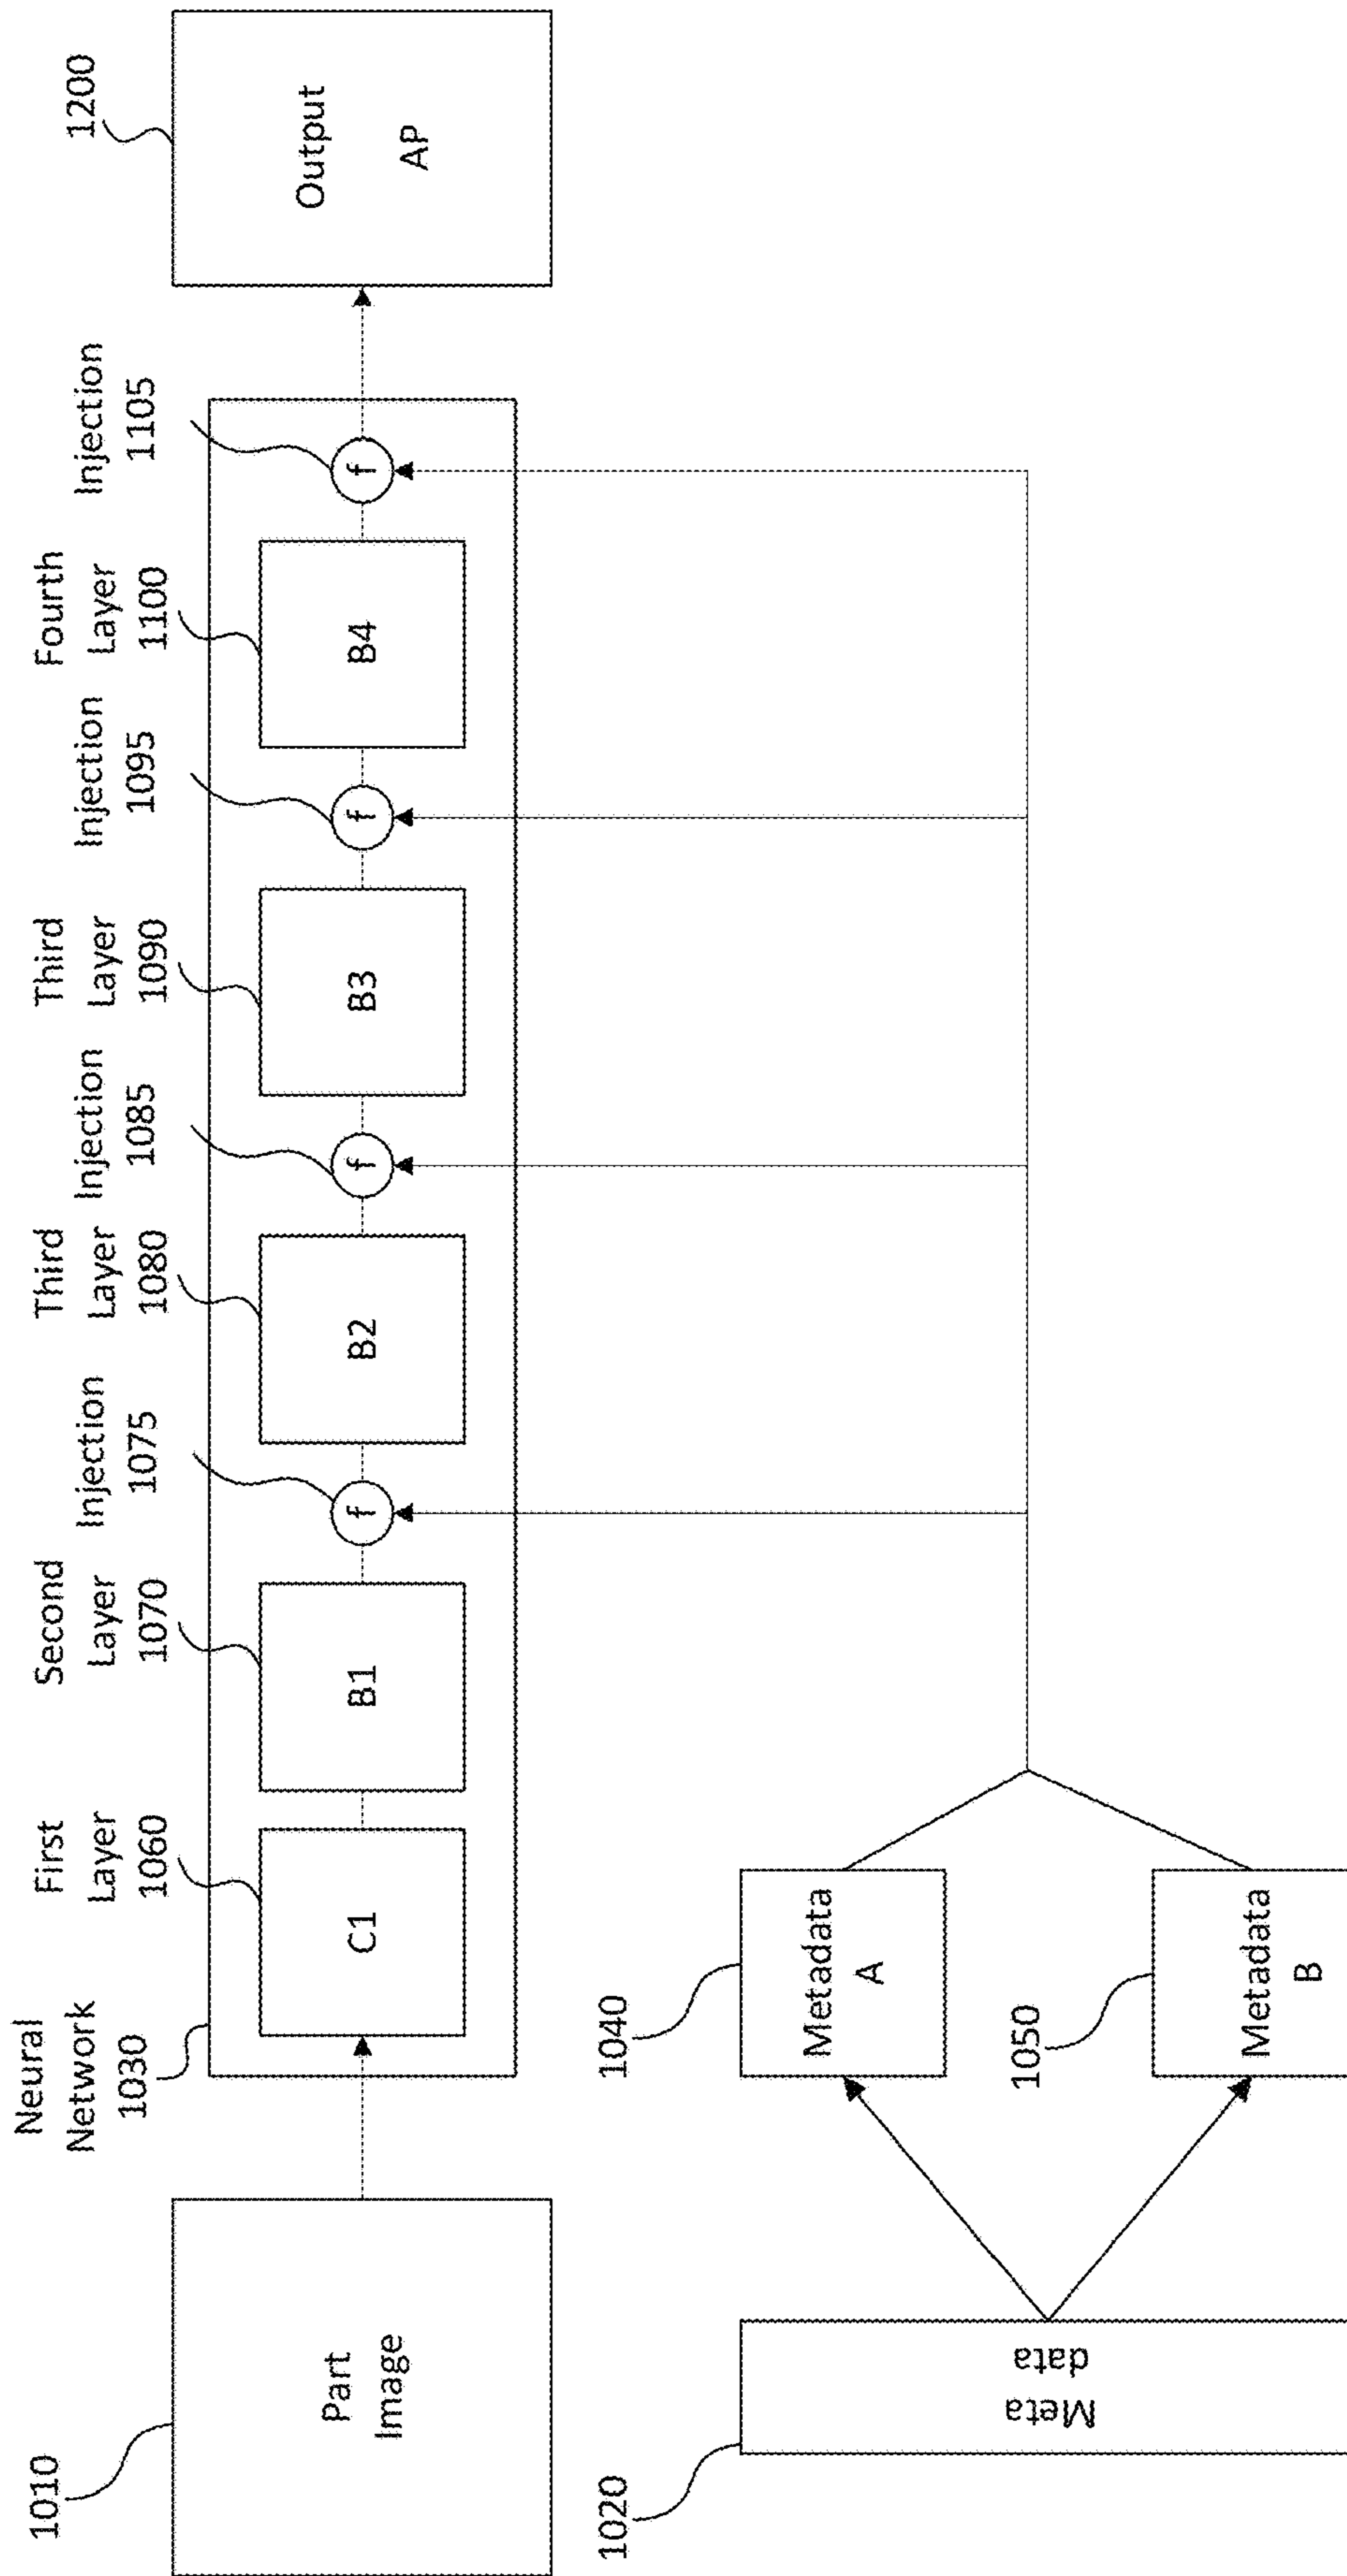 Neural
Network
1030
First
Layer
1060
Second
Layer
1070
Injection
1075
Third
Layer
1080
Injection
1085
Third
Layer
1090
Injection
1095
Fourth
Layer
1100
Injection
1105
1200
1010
Part
Image
C1
B1
f
B2
f
B3
f
B4
f
Output
AP
1020
Meta
data
1040
Metadata
A
1050
Metadata
B